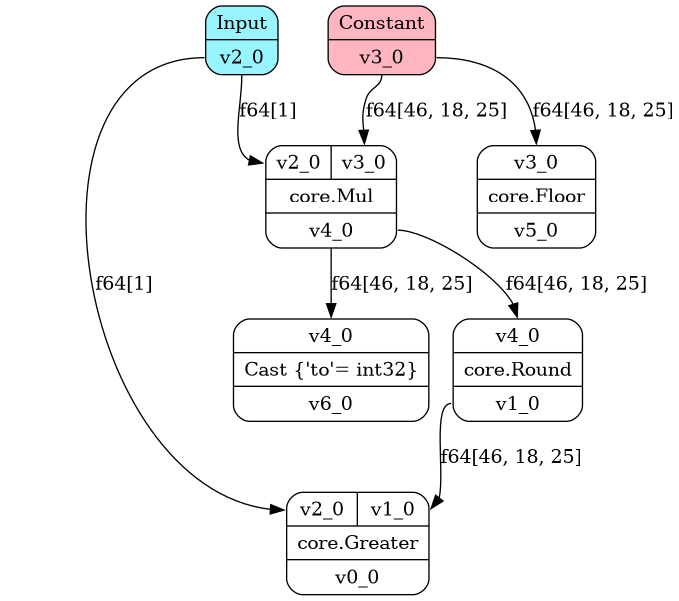 Input
v2_0
Constant
v3_0
f64[1]
f64[46, 18, 25]
f64[46, 18, 25]
v2_0 v3_0
core.Mul
v4_0
v3_0
core.Floor
v5_0
f64[1]
f64[46, 18, 25]
f64[46, 18, 25]
v4_0
Cast {'to'= int32}
v6_0
v4_0
core.Round
v1_0
f64[46, 18, 25]
v2_0 v1_0
core.Greater
v0_0